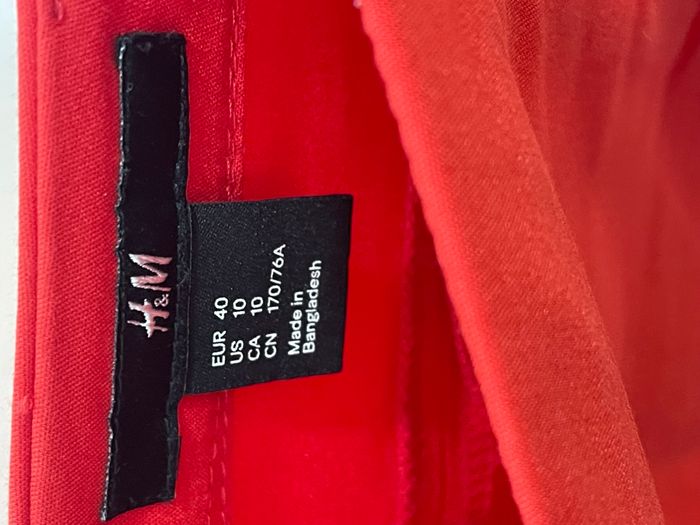 H&M
EUR 40
US 10
CA 10
CN 170/76A
Made in
Bangladesh